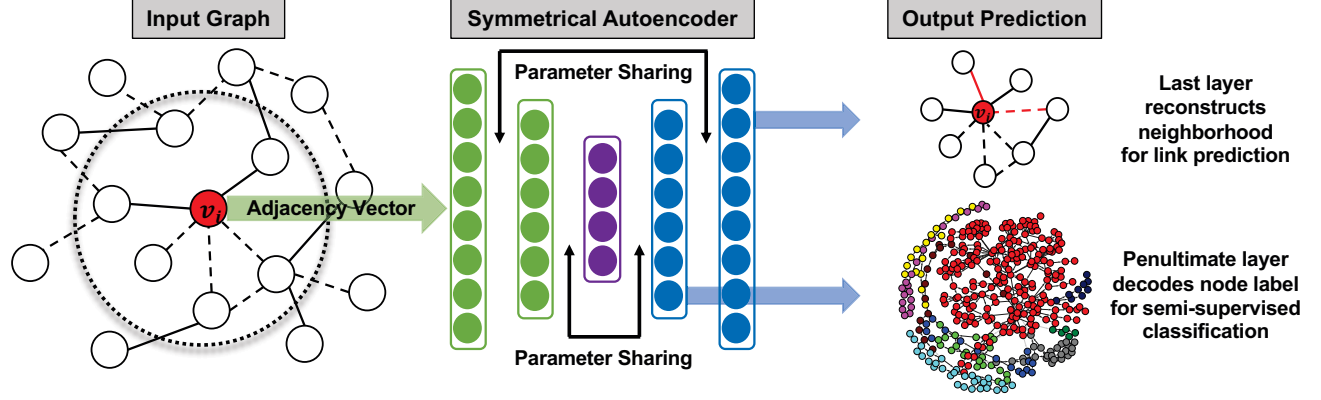 Input Graph
Symmetrical Autoencoder
Output Prediction
Parameter Sharing
v_i
Adjacency Vector
v_i
Last layer
reconstructs
neighborhood
for link prediction
Penultimate layer
decodes node label
for semi-supervised
classification
Parameter Sharing